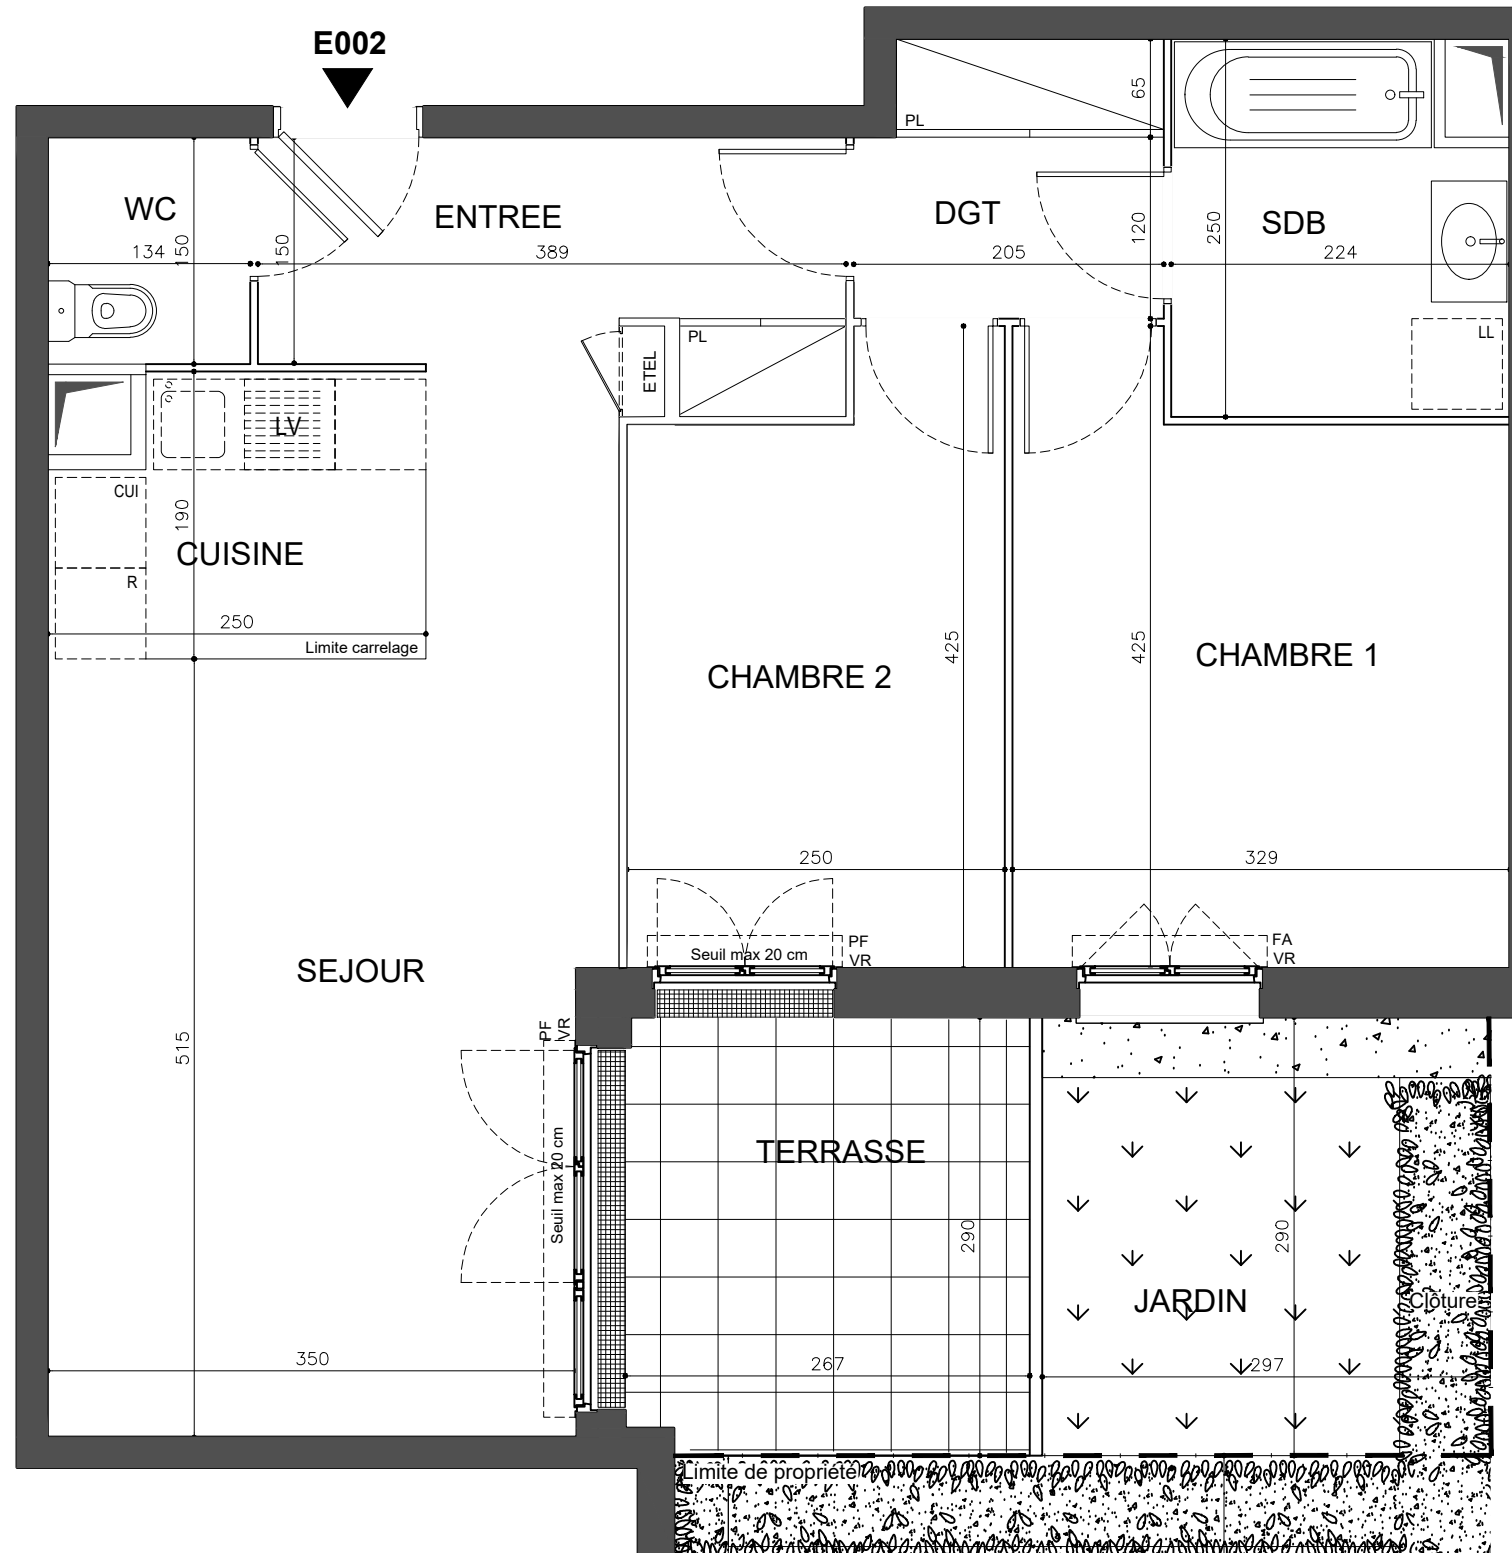 E002
PL
65
WC
ENTREE
DGT
SDB
134
150
150
389
205
120
250
224
PL
ETEL
LL
LV
CUI
190
CUISINE
R
250
Limite carrelage
425
425
CHAMBRE 2
CHAMBRE 1
250
329
PF
VR
Seuil max 20 cm
FA
VR
SEJOUR
515
PF
VR
Seuil max 20 cm
TERRASSE
290
290
JARDIN
Clôture
350
267
297
Limite de propriété